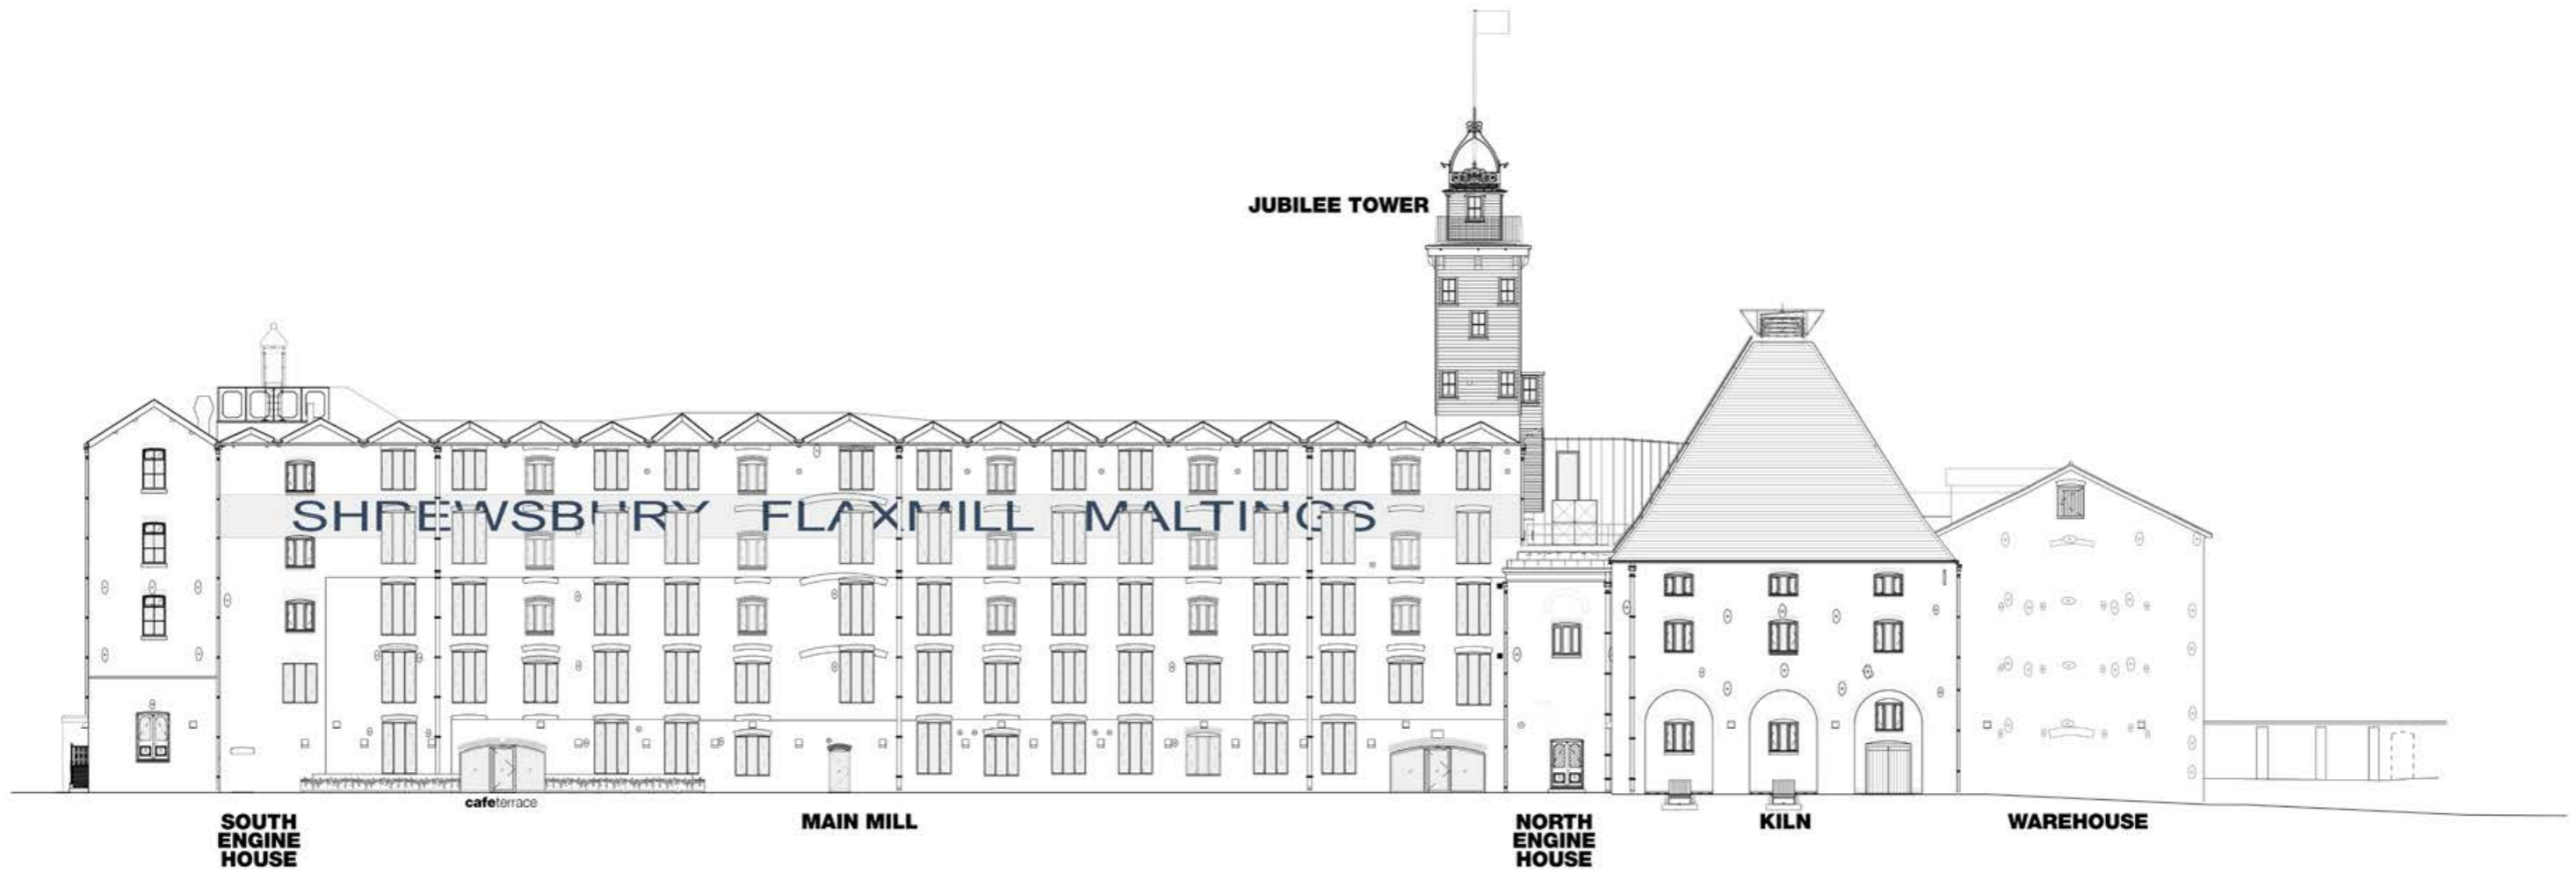 JUBILEE TOWER
SHREWSBURY FLAXMILL MALTINGS
cafeterrace
SOUTH
ENGINE
HOUSE
MAIN MILL
NORTH
ENGINE
HOUSE
KILN
WAREHOUSE